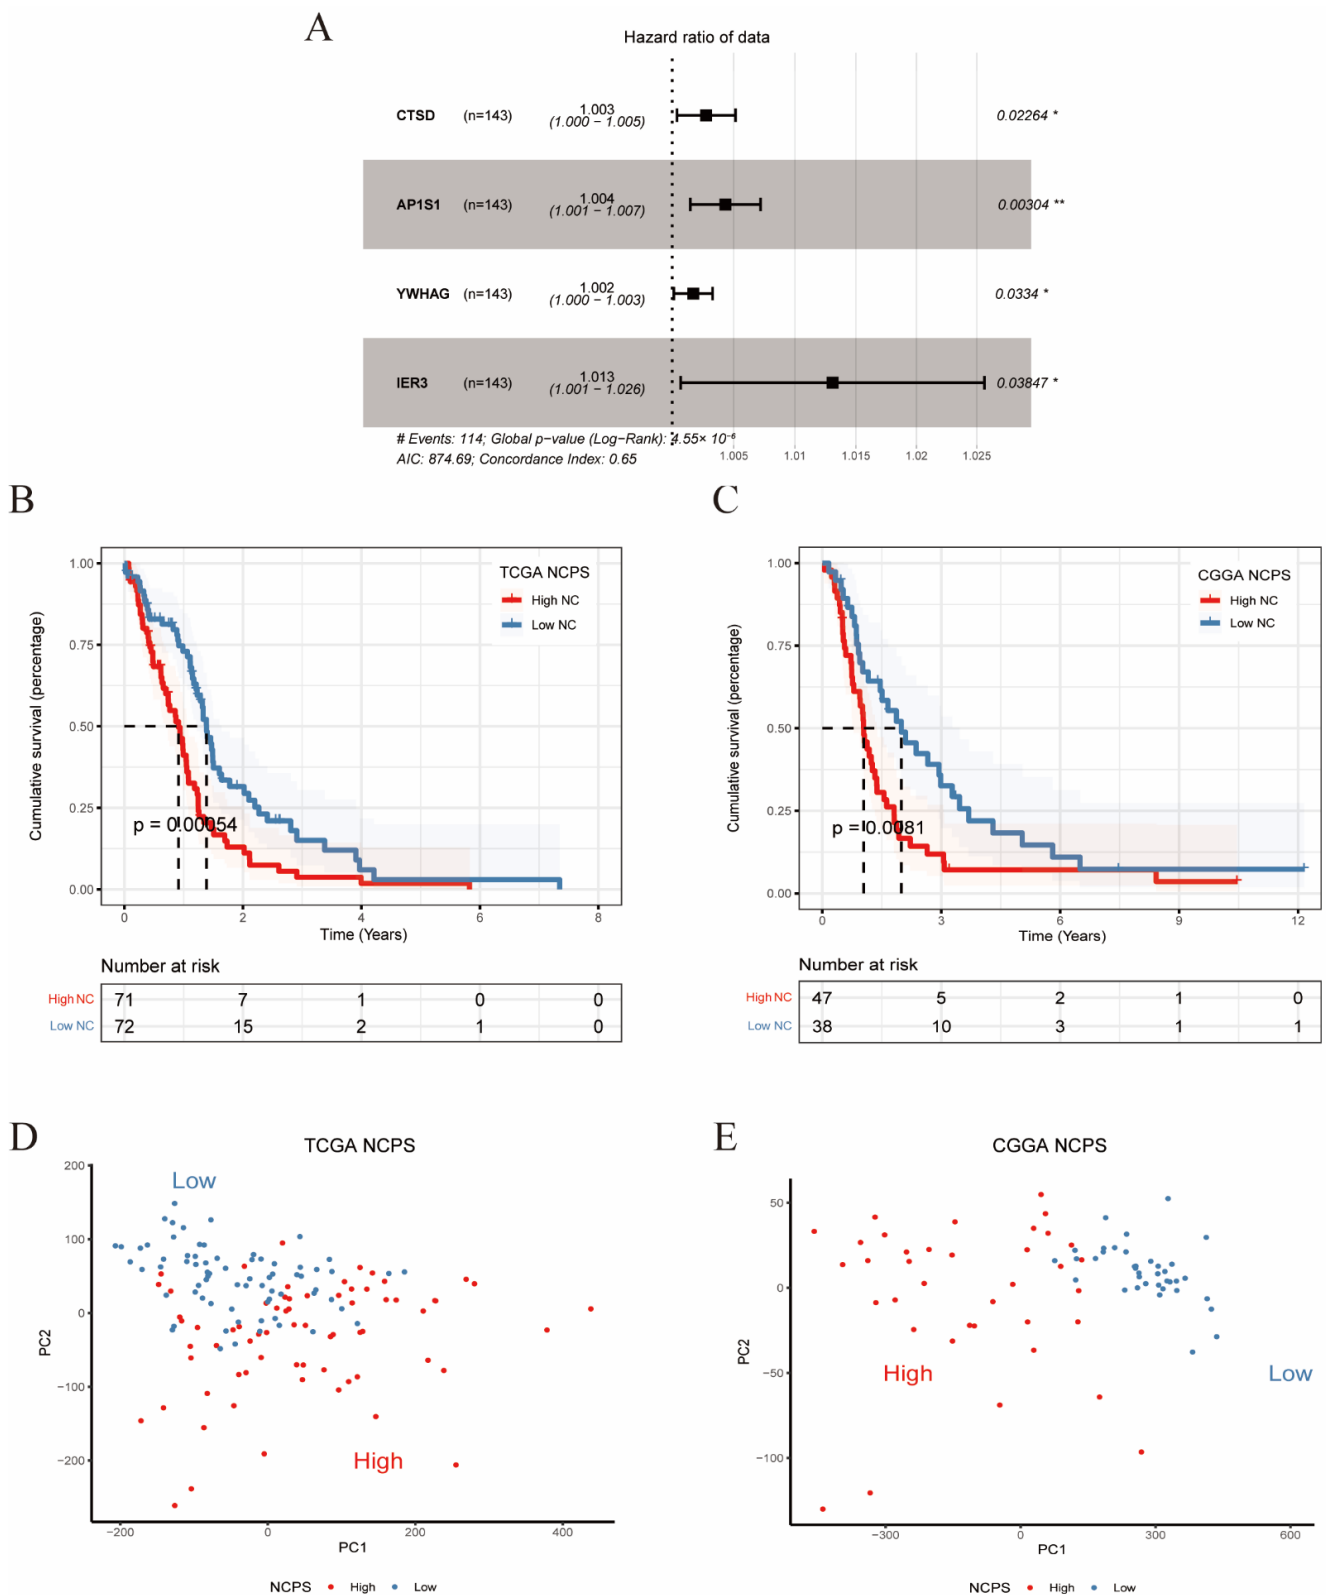 A
Hazard ratio of data
CTSD (n=143) 1.003 (1.000 − 1.005) 0.02264 *
AP1S1 (n=143) 1.004 (1.001 − 1.007) 0.00304 **
YWHAG (n=143) 1.002 (1.000 − 1.003) 0.0334 *
IER3 (n=143) 1.013 (1.001 − 1.026) 0.03847 *
# Events: 114; Global p−value (Log−Rank): 4.55× 10⁻⁶
AIC: 874.69; Concordance Index: 0.65
1.005 1.01 1.015 1.02 1.025
B
Cumulative survival (percentage)
1.00
0.75
0.50
0.25
0.00
TCGA NCPS
High NC
Low NC
p = 0.00054
0 2 4 6 8
Time (Years)
Number at risk
High NC 71 7 1 0 0
Low NC 72 15 2 1 0
C
Cumulative survival (percentage)
1.00
0.75
0.50
0.25
0.00
CGGA NCPS
High NC
Low NC
p = 0.0081
0 3 6 9 12
Time (Years)
Number at risk
High NC 47 5 2 1 0
Low NC 38 10 3 1 1
D
TCGA NCPS
PC2
200
100
0
−100
−200
Low
High
−200 0 200 400
PC1
NCPS High Low
E
CGGA NCPS
PC2
50
0
−50
−100
High
Low
−300 0 300 600
PC1
NCPS High Low